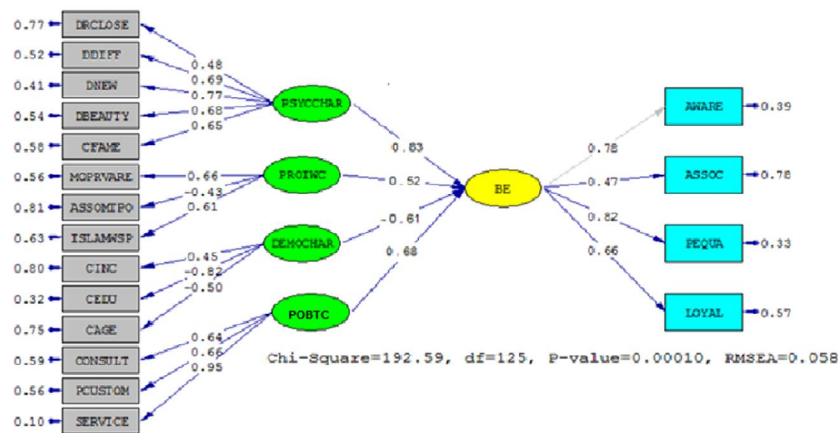 0.77 DRCLOSE
0.52 DDIFF
0.41 DNEW
0.54 DBEAUTY
0.58 CFAME
0.56 MOPRVARE
0.81 ASSOMIPO
0.63 ISLAMWSP
0.80 CINC
0.32 CEDU
0.75 CAGE
0.59 CONSULT
0.56 PCUSTOM
0.10 SERVICE
0.48
0.69
0.77
0.68
0.65
0.66
-0.43
0.61
0.45
-0.82
-0.50
0.64
0.66
0.95
PSYCCHAR
PROIWC
DEMOCHAR
POBTC
0.83
0.52
-0.61
0.68
BE
0.78
0.47
0.82
0.66
AWARE 0.39
ASSOC 0.78
PEQUA 0.33
LOYAL 0.57
Chi-Square=192.59, df=125, P-value=0.00010, RMSEA=0.058